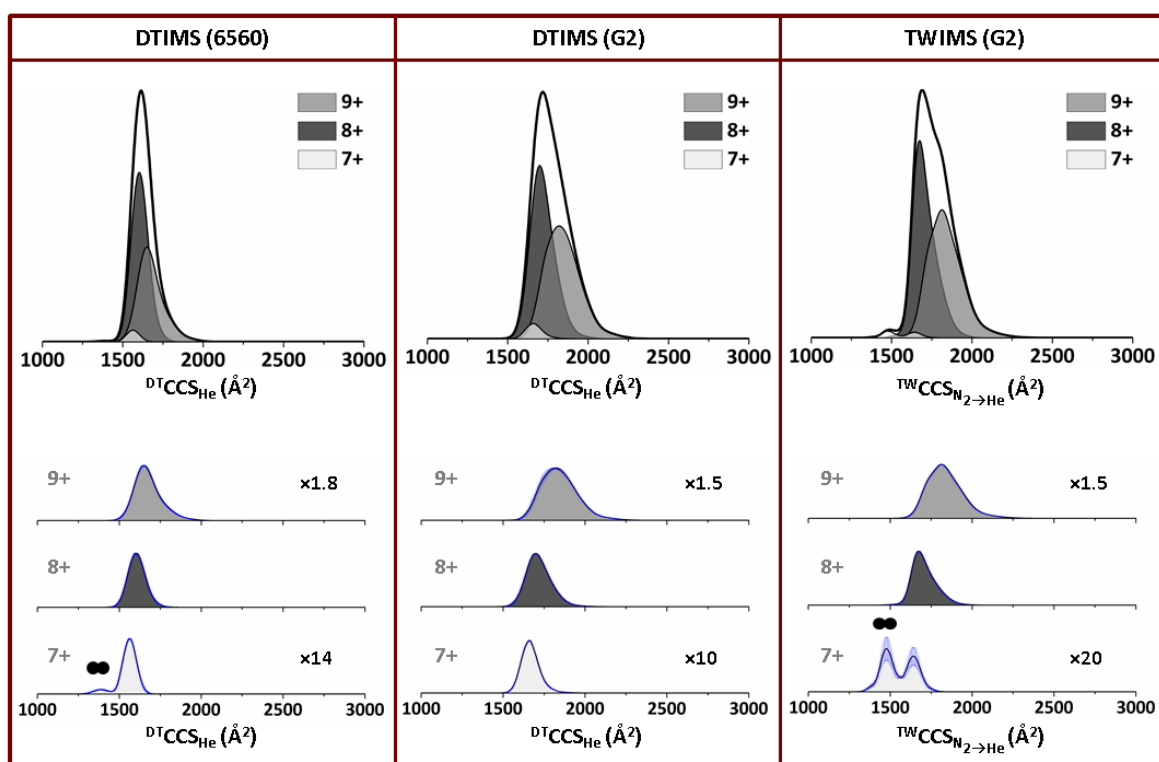 DTIMS (6560)
9+
8+
7+
1000 1500 2000 2500 3000
DTCCSHe (Å²)
9+ ×1.8
8+
7+ ×14
1000 1500 2000 2500 3000
DTCCSHe (Å²)
DTIMS (G2)
9+
8+
7+
1000 1500 2000 2500 3000
DTCCSHe (Å²)
9+ ×1.5
8+
7+ ×10
1000 1500 2000 2500 3000
DTCCSHe (Å²)
TWIMS (G2)
9+
8+
7+
1000 1500 2000 2500 3000
TWCCSN2→He (Å²)
9+ ×1.5
8+
7+ ×20
1000 1500 2000 2500 3000
TWCCSN2→He (Å²)